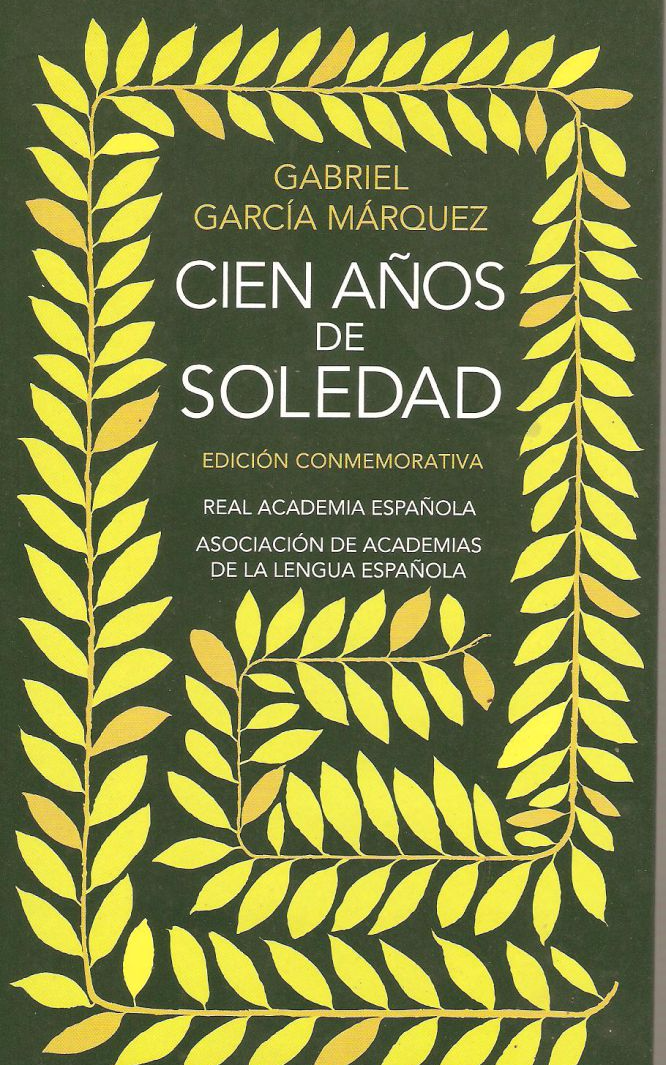 GABRIEL
GARCÍA MÁRQUEZ
CIEN AÑOS
DE
SOLEDAD
EDICIÓN CONMEMORATIVA
REAL ACADEMIA ESPAÑOLA
ASOCIACIÓN DE ACADEMIAS
DE LA LENGUA ESPAÑOLA